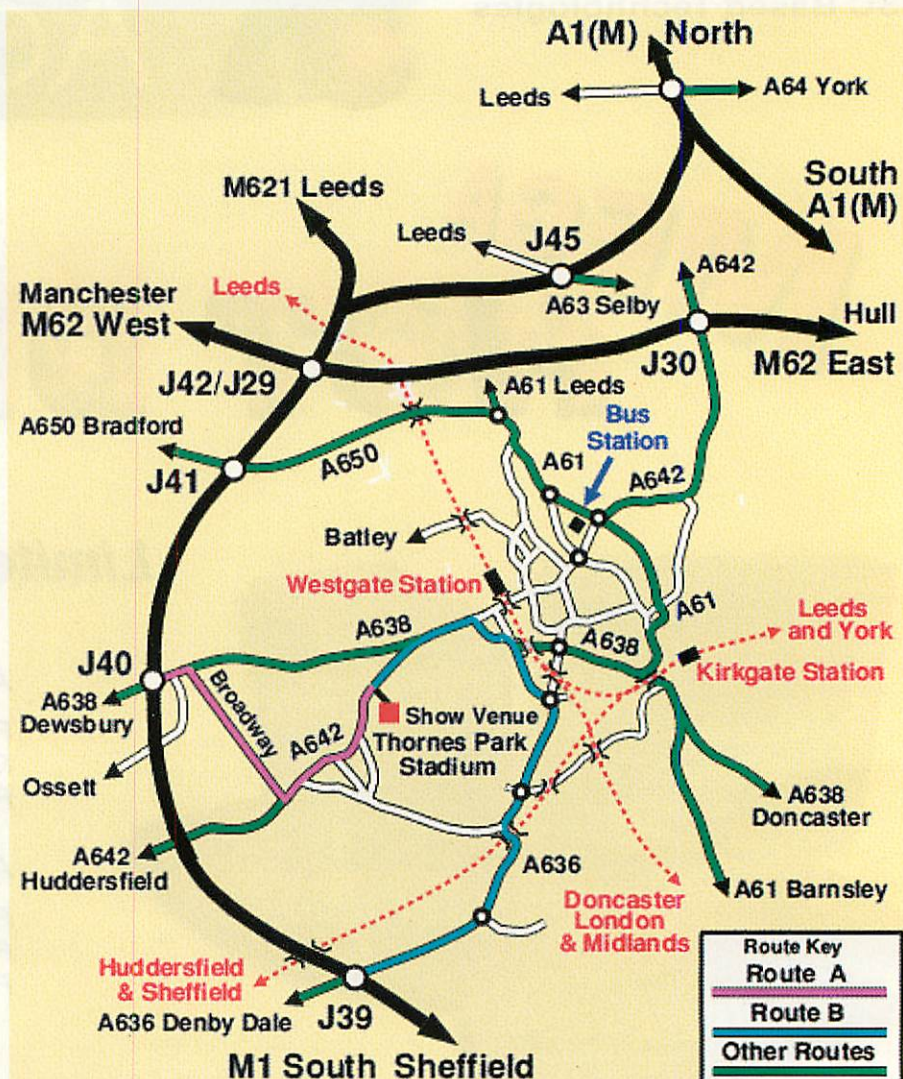 A1(M) North
Leeds
A64 York
South
A1(M)
M621 Leeds
Leeds
J45
A642
A63 Selby
Leeds
Manchester
M62 West
Hull
J30
M62 East
J42/J29
A61 Leeds
A650 Bradford
A650
J41
Bus
Station
A61
A642
Batley
Westgate Station
A61
Leeds
and York
A638
A638
Kirkgate Station
J40
A638
Dewsbury
Broadway
A642
Show Venue
Thornes Park
Stadium
Ossett
A638
Doncaster
A642
Huddersfield
A636
A61 Barnsley
Doncaster
London
& Midlands
Huddersfield
& Sheffield
A636 Denby Dale
J39
M1 South Sheffield
Route Key
Route A
Route B
Other Routes